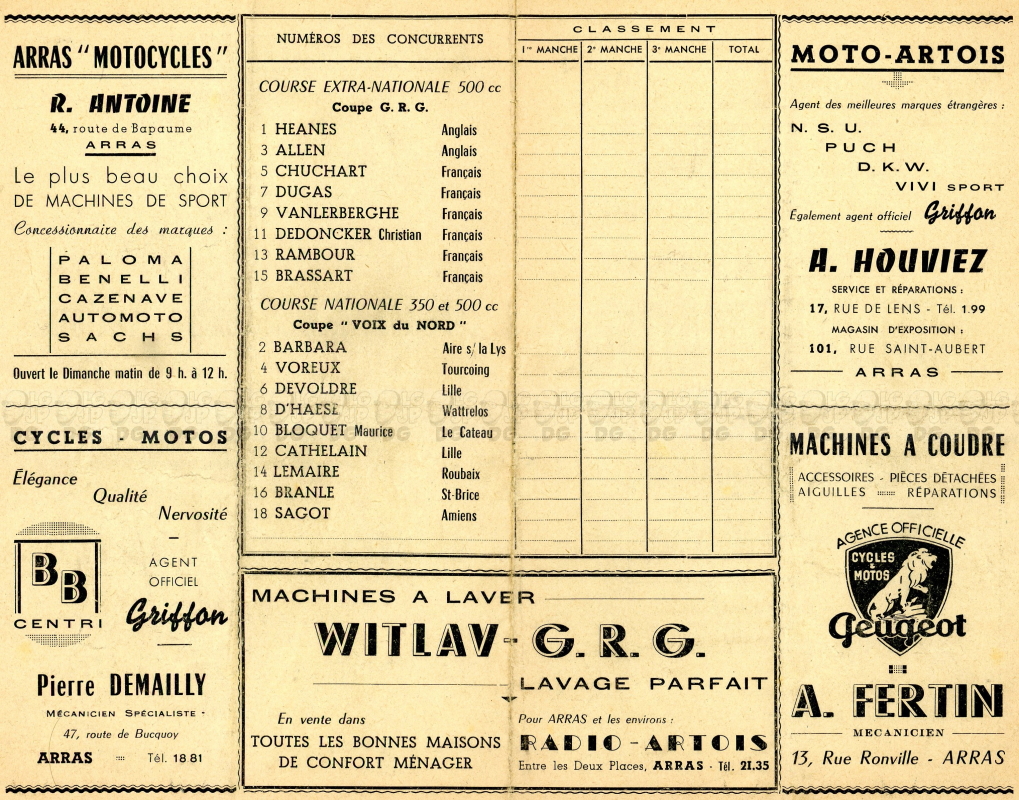 ARRAS "MOTOCYCLES"
R. ANTOINE
44, route de Bapaume
ARRAS
Le plus beau choix
DE MACHINES DE SPORT
Concessionnaire des marques :
PALOMA
BENELLI
CAZENAVE
AUTOMOTO
SACHS
Ouvert le Dimanche matin de 9 h. à 12 h.
CYCLES - MOTOS
Élégance
Qualité
Nervosité
BB
CENTRI
AGENT
OFFICIEL
Griffon
Pierre DEMAILLY
MÉCANICIEN SPÉCIALISTE -
47, route de Bucquoy
ARRAS Tél. 18 81
NUMÉROS DES CONCURRENTS
CLASSEMENT
1re MANCHE 2e MANCHE 3e MANCHE TOTAL
COURSE EXTRA-NATIONALE 500 cc
Coupe G. R. G.
1 HEANES Anglais
3 ALLEN Anglais
5 CHUCHART Français
7 DUGAS Français
9 VANLERBERGHE Français
11 DEDONCKER Christian Français
13 RAMBOUR Français
15 BRASSART Français
COURSE NATIONALE 350 et 500 cc
Coupe "VOIX du NORD"
2 BARBARA Aire s/ la Lys
4 VOREUX Tourcoing
6 DEVOLDRE Lille
8 D'HAESE Wattrelos
10 BLOQUET Maurice Le Cateau
12 CATHELAIN Lille
14 LEMAIRE Roubaix
16 BRANLE St-Brice
18 SAGOT Amiens
MACHINES A LAVER
WITLAV - G. R. G.
LAVAGE PARFAIT
En vente dans
TOUTES LES BONNES MAISONS
DE CONFORT MÉNAGER
Pour ARRAS et les environs :
RADIO - ARTOIS
Entre les Deux Places, ARRAS - Tél. 21.35
MOTO-ARTOIS
Agent des meilleures marques étrangères :
N. S. U.
PUCH
D. K. W.
VIVI SPORT
Également agent officiel Griffon
A. HOUVIEZ
SERVICE ET RÉPARATIONS :
17, RUE DE LENS - Tél. 1.99
MAGASIN D'EXPOSITION :
101, RUE SAINT-AUBERT
ARRAS
MACHINES A COUDRE
ACCESSOIRES - PIÈCES DÉTACHÉES
AIGUILLES RÉPARATIONS
AGENCE OFFICIELLE
CYCLES
&
MOTOS
Peugeot
A. FERTIN
MECANICIEN
13, Rue Ronville - ARRAS